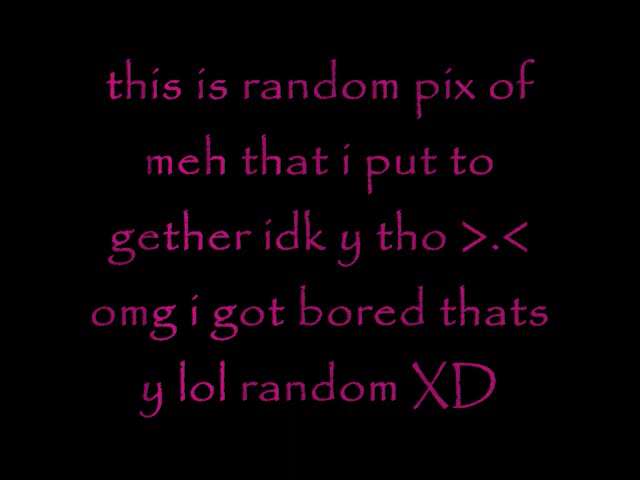 this is random pix of
meh that i put to
gether idk y tho >.<
omg i got bored thats
y lol random XD